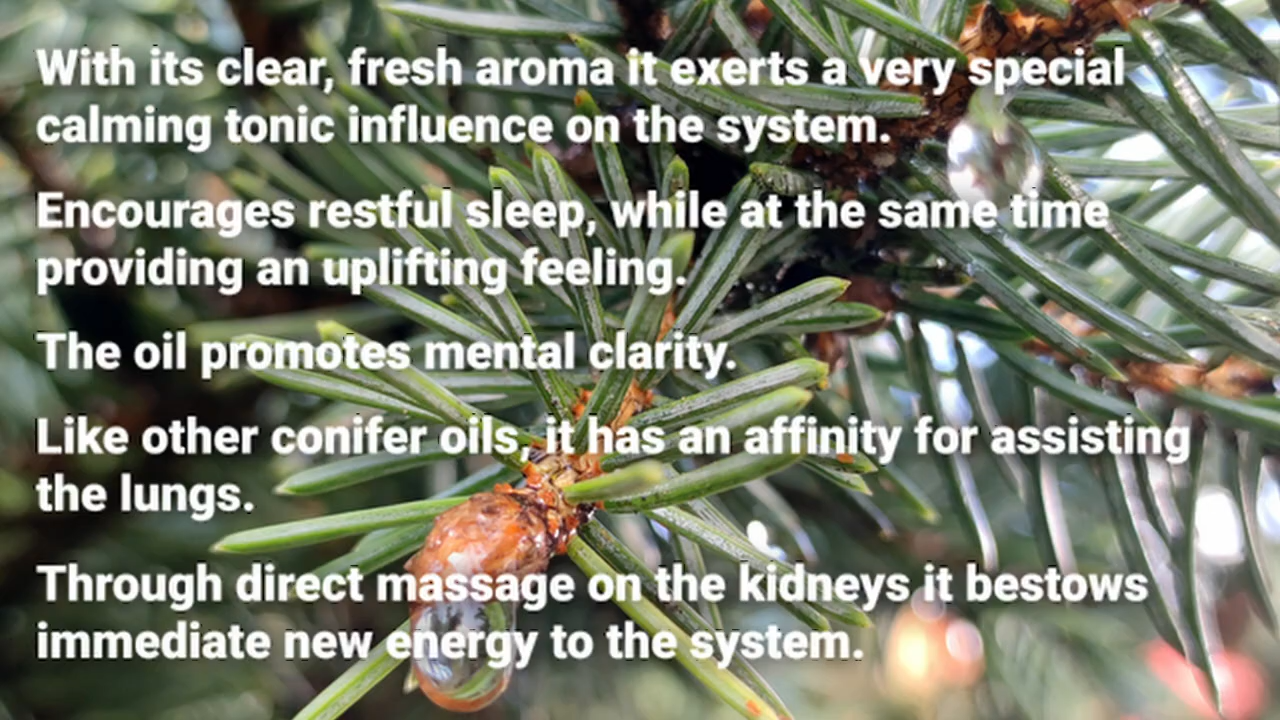 With its clear, fresh aroma it exerts a very special
calming tonic influence on the system.
Encourages restful sleep, while at the same time
providing an uplifting feeling.
The oil promotes mental clarity.
Like other conifer oils, it has an affinity for assisting
the lungs.
Through direct massage on the kidneys it bestows
immediate new energy to the system.